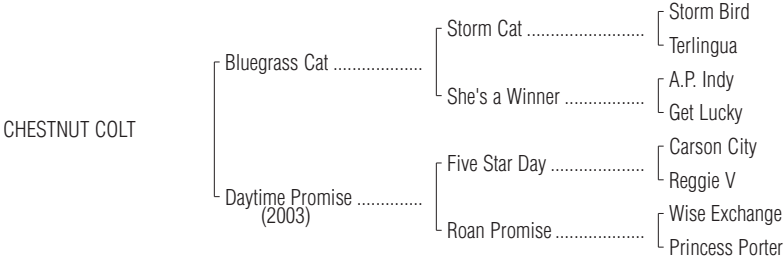 Storm Bird
Storm Cat .........................
Terlingua
Bluegrass Cat ...................
A.P. Indy
She's a Winner .................
Get Lucky
CHESTNUT COLT
Carson City
Five Star Day ....................
Reggie V
Daytime Promise ..............
(2003)
Wise Exchange
Roan Promise...................
Princess Porter